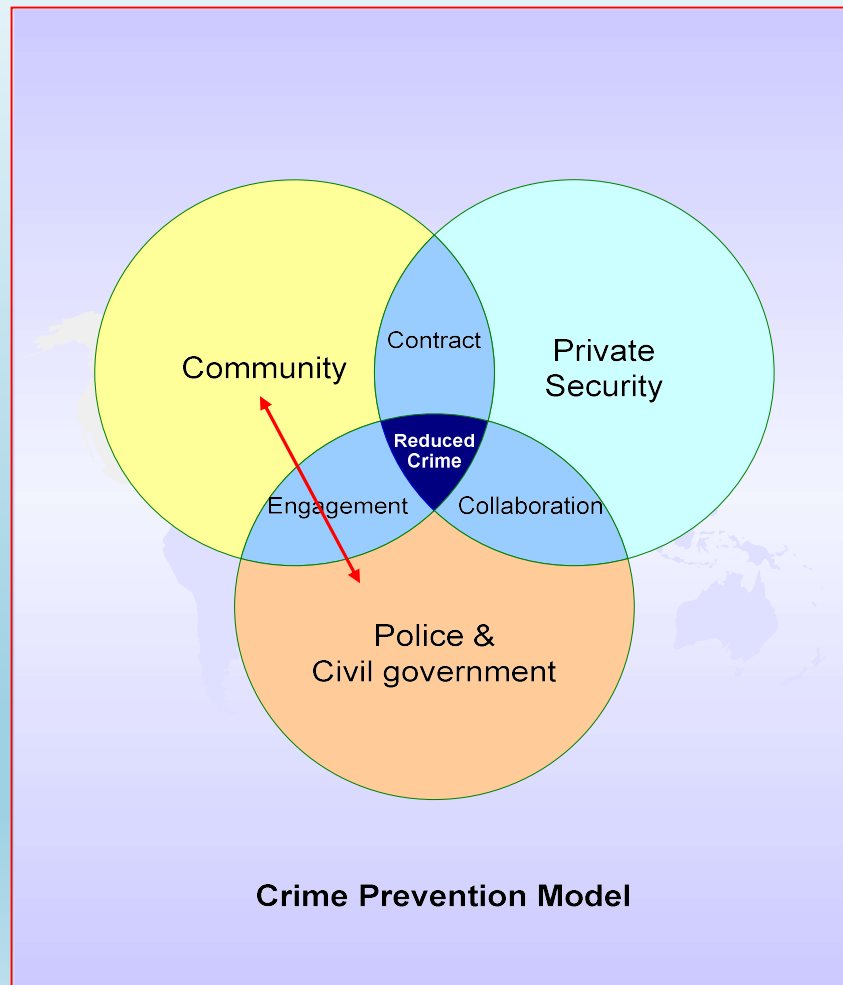 Contract
Private
Security
Community
Reduced
Crime
Engagement
Collaboration
Police &
Civil government
Crime Prevention Model